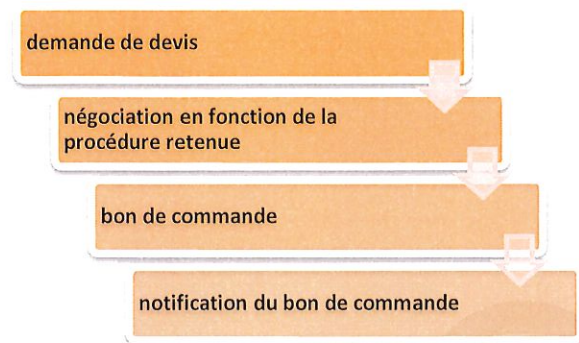 demande de devis
négociation en fonction de la
procédure retenue
bon de commande
notification du bon de commande